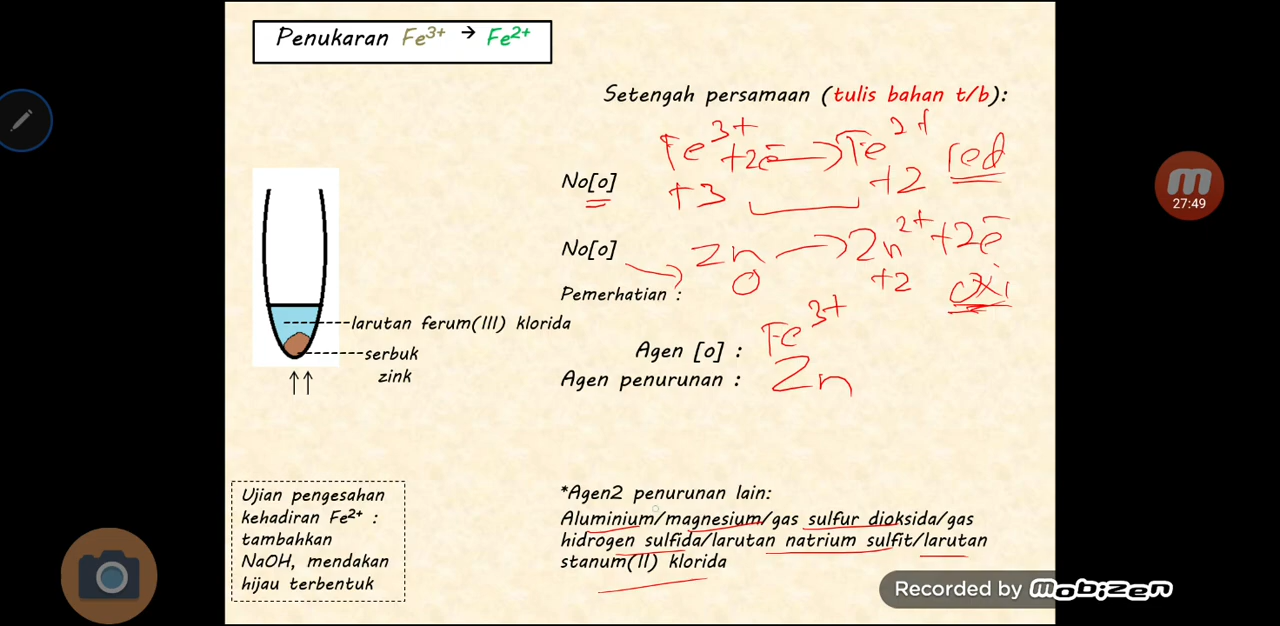 Penukaran Fe³⁺ → Fe²⁺
Setengah persamaan (tulis bahan t/b):
Fe³⁺ +2e⁻ → Fe²⁺ red
No[o] +3 +2
Zn → Zn²⁺ +2e⁻
No[o] 0 +2 oxi
Pemerhatian :
Agen [o] : Fe³⁺
Agen penurunan : Zn
larutan ferum(III) klorida
serbuk
zink
↑↑
Ujian pengesahan
kehadiran Fe²⁺ :
tambahkan
NaOH, mendakan
hijau terbentuk
*Agen2 penurunan lain:
Aluminium/magnesium/gas sulfur dioksida/gas
hidrogen sulfida/larutan natrium sulfit/larutan
stanum(II) klorida
m
27:49
Recorded by mobizen